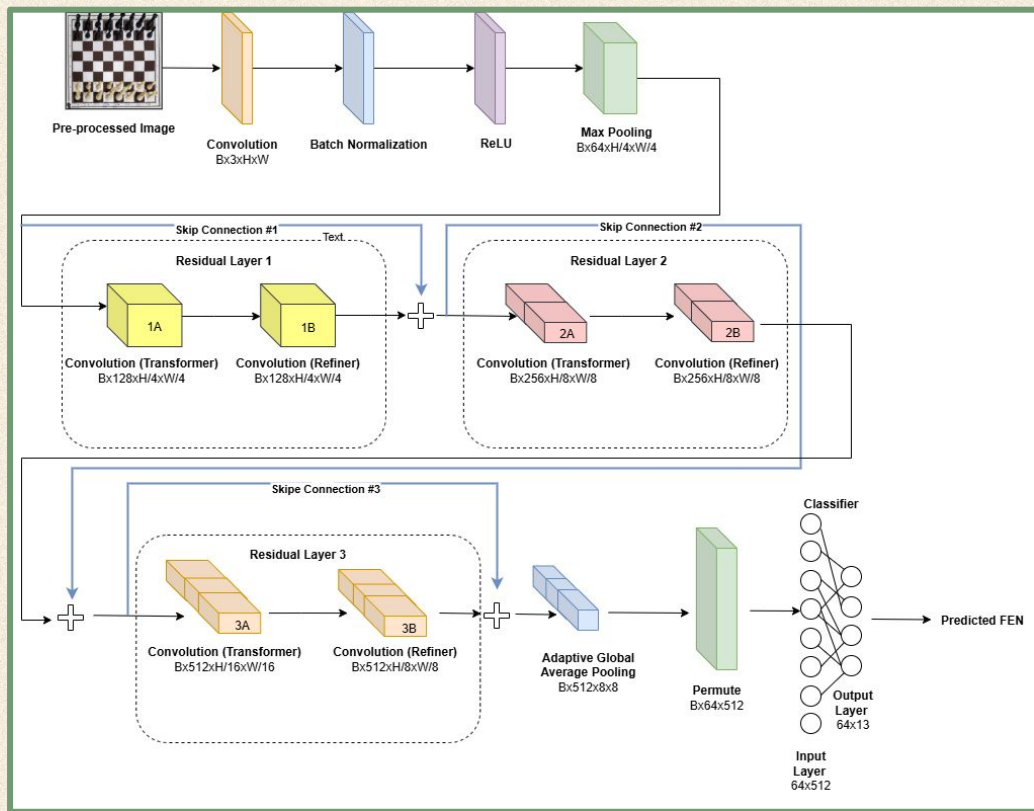 Pre-processed Image
Convolution
Bx3xHxW
Batch Normalization
ReLU
Max Pooling
Bx64xH/4xW/4
Skip Connection #1
Text
Skip Connection #2
Residual Layer 1
Residual Layer 2
1A
1B
2A
2B
Convolution (Transformer)
Bx128xH/4xW/4
Convolution (Refiner)
Bx128xH/4xW/4
Convolution (Transformer)
Bx256xH/8xW/8
Convolution (Refiner)
Bx256xH/8xW/8
Skipe Connection #3
Residual Layer 3
3A
3B
Convolution (Transformer)
Bx512xH/16xW/16
Convolution (Refiner)
Bx512xH/8xW/8
Adaptive Global
Average Pooling
Bx512x8x8
Permute
Bx64x512
Classifier
Output
Layer
64x13
Input
Layer
64x512
Predicted FEN